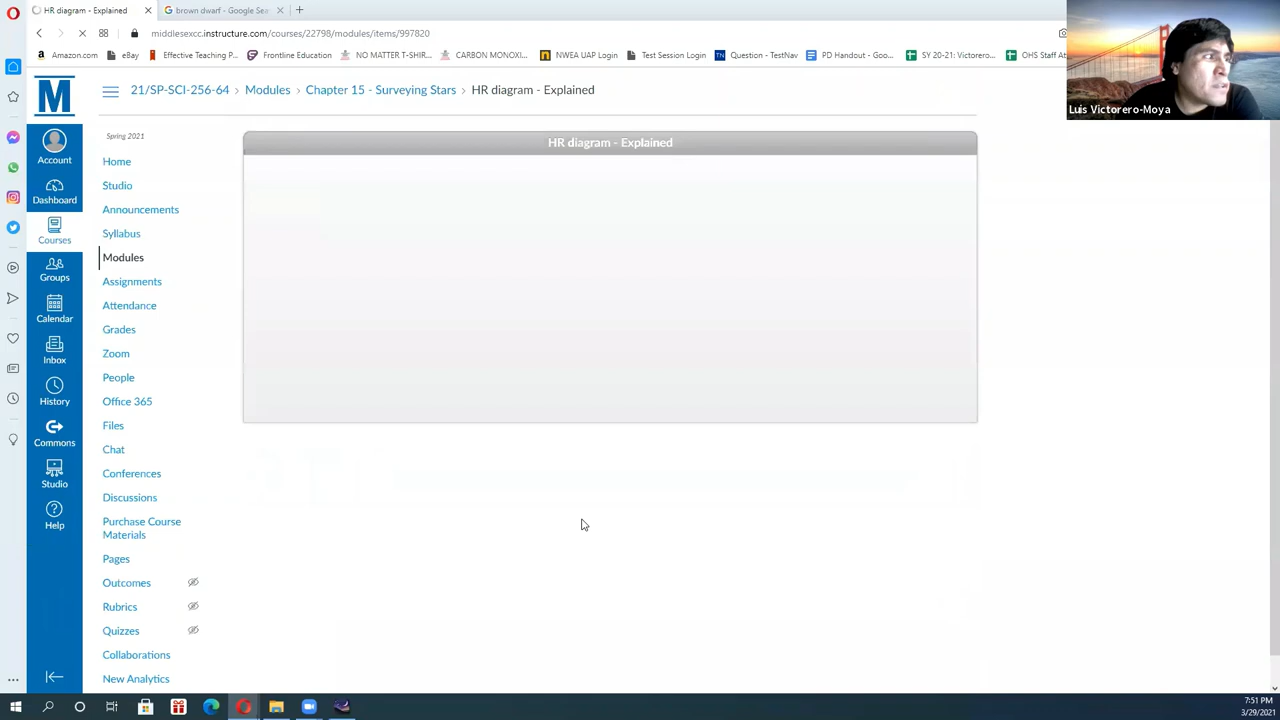 HR diagram - Explained
brown dwarf - Google Sea
middlesexcc.instructure.com/courses/22798/modules/items/997820
Amazon.com
eBay
Effective Teaching P...
Frontline Education
NO MATTER T-SHIR...
CARBON MONOXI...
NWEA UAP Login
Test Session Login
Question - TestNav
PD Handout - Goo...
SY 20-21: Victorero...
OHS Staff At
Luis Victorero-Moya
M
21/SP-SCI-256-64 > Modules > Chapter 15 - Surveying Stars > HR diagram - Explained
Account
Dashboard
Courses
Groups
Calendar
Inbox
History
Commons
Studio
Help
Spring 2021
Home
Studio
Announcements
Syllabus
Modules
Assignments
Attendance
Grades
Zoom
People
Office 365
Files
Chat
Conferences
Discussions
Purchase Course
Materials
Pages
Outcomes
Rubrics
Quizzes
Collaborations
New Analytics
HR diagram - Explained
7:51 PM
3/29/2021